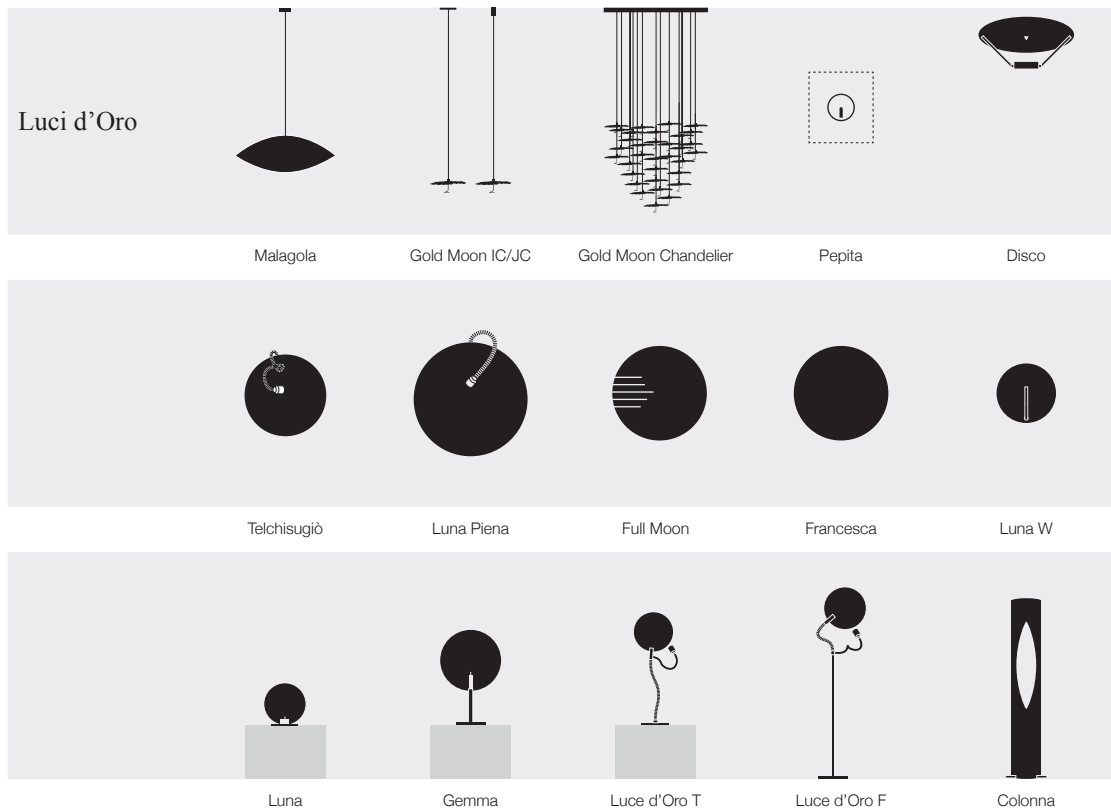 Luci d’Oro
Malagola
Gold Moon IC/JC
Gold Moon Chandelier
Pepita
Disco
Telchisugiò
Luna Piena
Full Moon
Francesca
Luna W
Luna
Gemma
Luce d’Oro T
Luce d’Oro F
Colonna